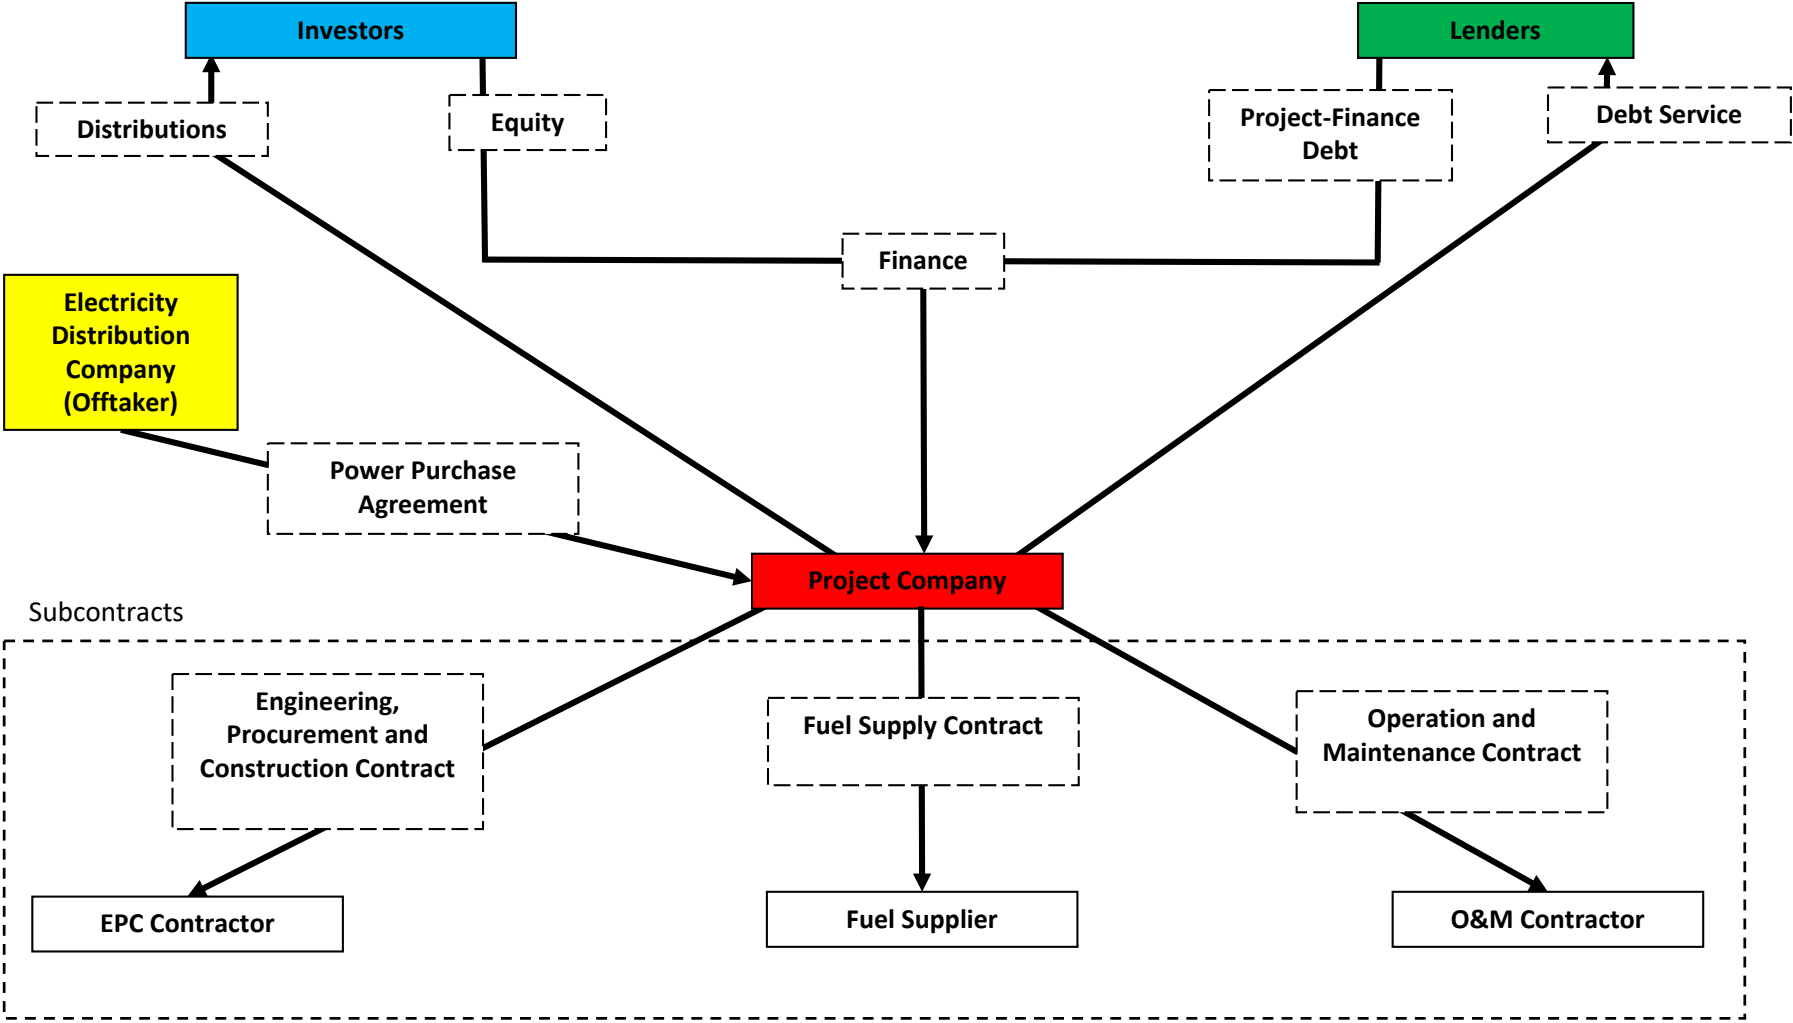 Investors
Lenders
Distributions
Equity
Project-Finance
Debt
Debt Service
Finance
Electricity
Distribution
Company
(Offtaker)
Power Purchase
Agreement
Project Company
Subcontracts
Engineering,
Procurement and
Construction Contract
Fuel Supply Contract
Operation and
Maintenance Contract
EPC Contractor
Fuel Supplier
O&M Contractor